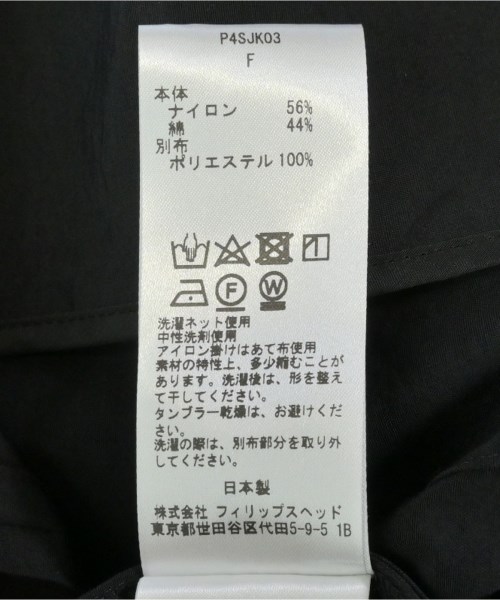 P4SJK03
F
本体
ナイロン 56%
綿 44%
別布
ポリエステル 100%
F W
洗濯ネット使用
中性洗剤使用
アイロン掛けはあて布使用
素材の特性上、多少縮むことが
あります。洗濯後は、形を整え
て干してください。
タンブラー乾燥は、お避けくだ
さい。
洗濯の際は、別布部分を取り外
してください。
日本製
株式会社 フィリップスヘッド
東京都世田谷区代田5-9-5 1B